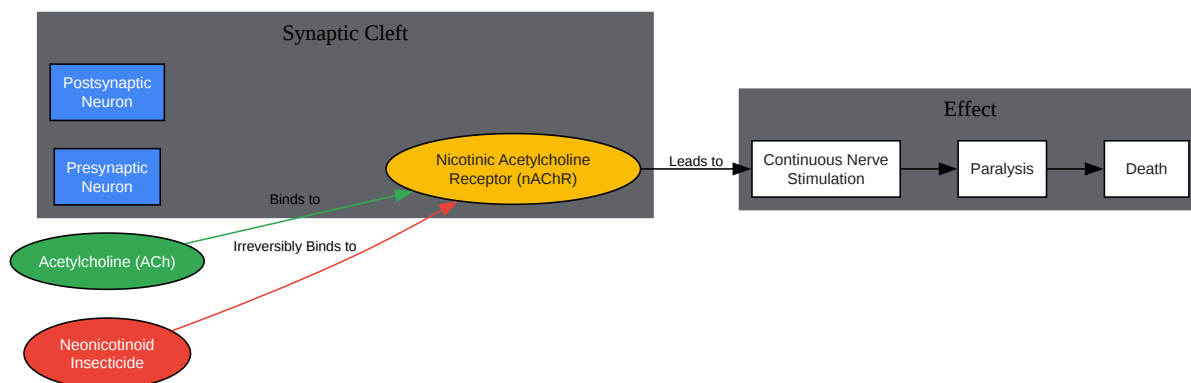 Synaptic Cleft
Postsynaptic
Neuron
Presynaptic
Neuron
Nicotinic Acetylcholine
Receptor (nAChR)
Binds to
Irreversibly Binds to
Acetylcholine (ACh)
Neonicotinoid
Insecticide
Leads to
Effect
Continuous Nerve
Stimulation
Paralysis
Death